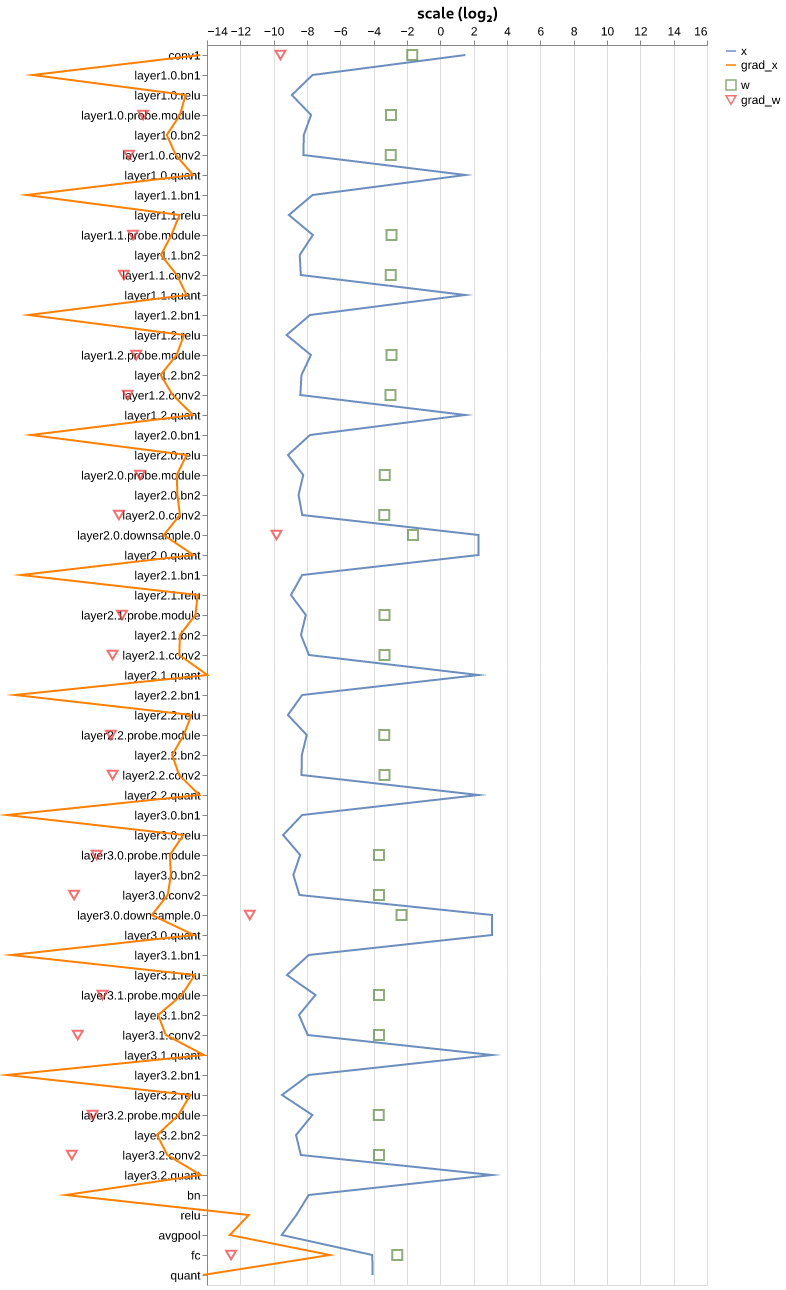 scale (log₂)
−14 −12 −10 −8 −6 −4 −2 0 2 4 6 8 10 12 14 16
x
grad_x
w
grad_w
conv1
layer1.0.bn1
layer1.0.relu
layer1.0.probe.module
layer1.0.bn2
layer1.0.conv2
layer1.0.quant
layer1.1.bn1
layer1.1.relu
layer1.1.probe.module
layer1.1.bn2
layer1.1.conv2
layer1.1.quant
layer1.2.bn1
layer1.2.relu
layer1.2.probe.module
layer1.2.bn2
layer1.2.conv2
layer1.2.quant
layer2.0.bn1
layer2.0.relu
layer2.0.probe.module
layer2.0.bn2
layer2.0.conv2
layer2.0.downsample.0
layer2.0.quant
layer2.1.bn1
layer2.1.relu
layer2.1.probe.module
layer2.1.bn2
layer2.1.conv2
layer2.1.quant
layer2.2.bn1
layer2.2.relu
layer2.2.probe.module
layer2.2.bn2
layer2.2.conv2
layer2.2.quant
layer3.0.bn1
layer3.0.relu
layer3.0.probe.module
layer3.0.bn2
layer3.0.conv2
layer3.0.downsample.0
layer3.0.quant
layer3.1.bn1
layer3.1.relu
layer3.1.probe.module
layer3.1.bn2
layer3.1.conv2
layer3.1.quant
layer3.2.bn1
layer3.2.relu
layer3.2.probe.module
layer3.2.bn2
layer3.2.conv2
layer3.2.quant
bn
relu
avgpool
fc
quant